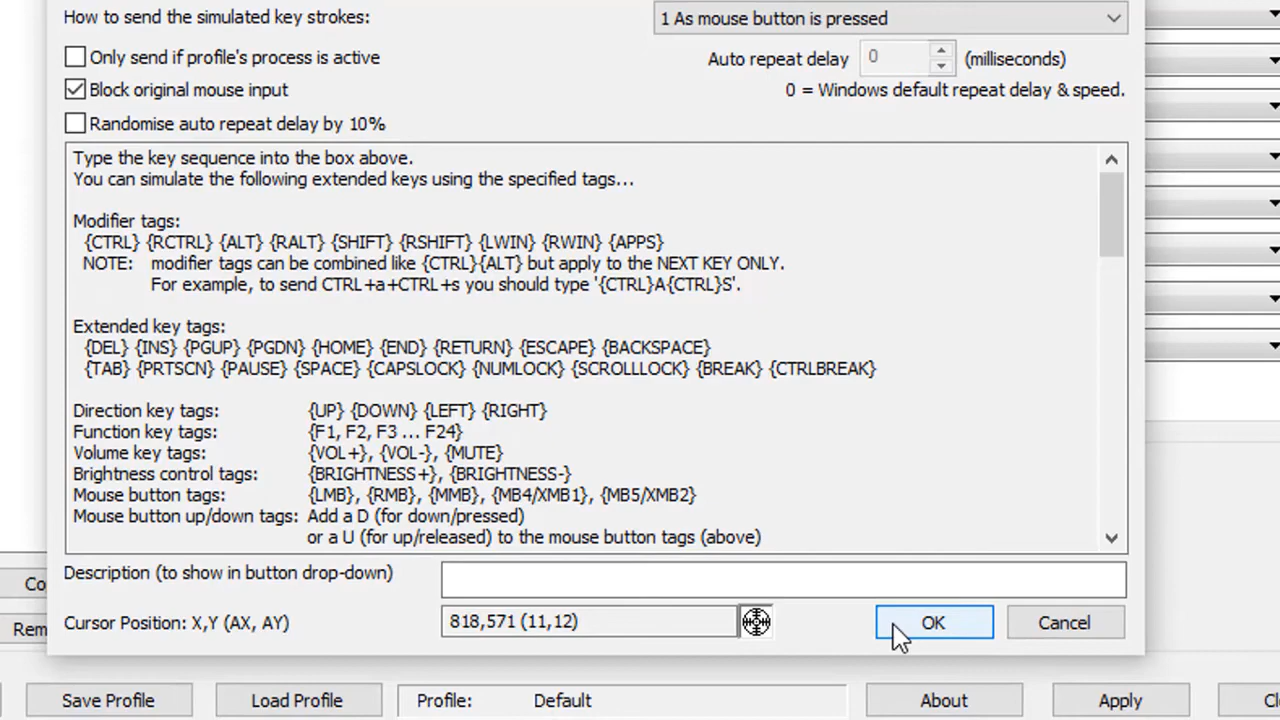 How to send the simulated key strokes:
1 As mouse button is pressed
Only send if profile's process is active
Auto repeat delay 0 (milliseconds)
Block original mouse input
0 = Windows default repeat delay & speed.
Randomise auto repeat delay by 10%
Type the key sequence into the box above.
You can simulate the following extended keys using the specified tags...
Modifier tags:
{CTRL} {RCTRL} {ALT} {RALT} {SHIFT} {RSHIFT} {LWIN} {RWIN} {APPS}
NOTE: modifier tags can be combined like {CTRL}{ALT} but apply to the NEXT KEY ONLY.
For example, to send CTRL+a+CTRL+s you should type '{CTRL}A{CTRL}S'.
Extended key tags:
{DEL} {INS} {PGUP} {PGDN} {HOME} {END} {RETURN} {ESCAPE} {BACKSPACE}
{TAB} {PRTSCN} {PAUSE} {SPACE} {CAPSLOCK} {NUMLOCK} {SCROLLLOCK} {BREAK} {CTRLBREAK}
Direction key tags: {UP} {DOWN} {LEFT} {RIGHT}
Function key tags: {F1, F2, F3 ... F24}
Volume key tags: {VOL+}, {VOL-}, {MUTE}
Brightness control tags: {BRIGHTNESS+}, {BRIGHTNESS-}
Mouse button tags: {LMB}, {RMB}, {MMB}, {MB4/XMB1}, {MB5/XMB2}
Mouse button up/down tags: Add a D (for down/pressed)
or a U (for up/released) to the mouse button tags (above)
Description (to show in button drop-down)
Co
Cursor Position: X,Y (AX, AY)
818,571 (11,12)
OK
Cancel
Rem
Save Profile
Load Profile
Profile: Default
About
Apply